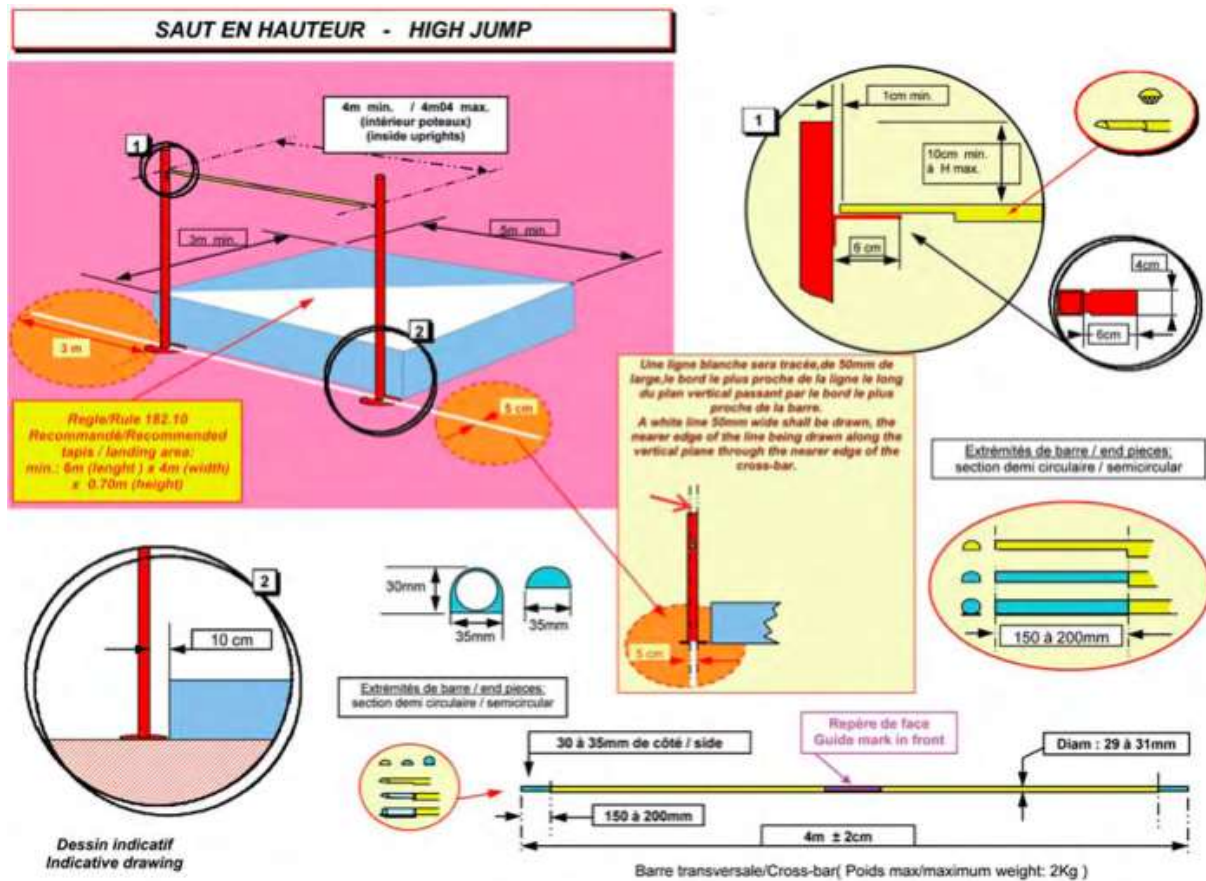 SAUT EN HAUTEUR - HIGH JUMP
4m min. / 4m04 max.
(intérieur poteaux)
(inside uprights)
1
3m min.
5m min.
3 m
2
5 cm
Regle/Rule 182.10
Recommandé/Recommended
tapis / landing area:
min.: 6m (lenght ) x 4m (width)
x 0.70m (height)
1
1cm min.
10cm min.
à H max.
6 cm
4cm
6cm
Une ligne blanche sera tracée,de 50mm de
large,le bord le plus proche de la ligne le long
du plan vertical passant par le bord le plus
proche de la barre.
A white line 50mm wide shall be drawn, the
nearer edge of the line being drawn along the
vertical plane through the nearer edge of the
cross-bar.
5 cm
Extrémités de barre / end pieces:
section demi circulaire / semicircular
150 à 200mm
2
10 cm
Dessin indicatif
Indicative drawing
30mm
35mm
35mm
Extrémités de barre / end pieces:
section demi circulaire / semicircular
30 à 35mm de côté / side
Repère de face
Guide mark in front
Diam : 29 à 31mm
150 à 200mm
4m ± 2cm
Barre transversale/Cross-bar( Poids max/maximum weight: 2Kg )